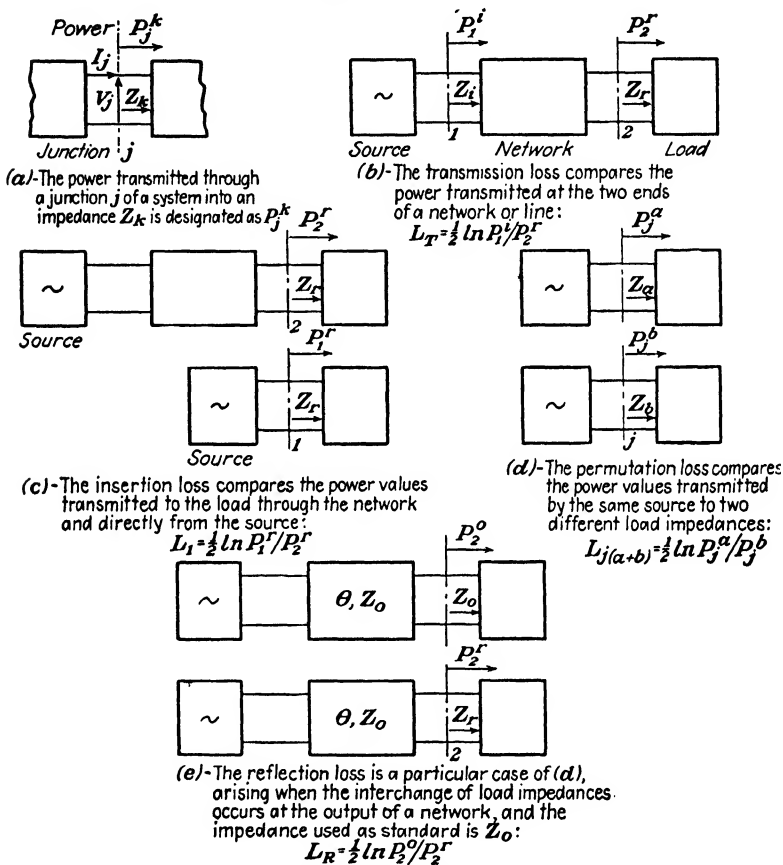 Power P_j^k
I_j
V_j Z_k
Junction j
(a)-The power transmitted through
a junction j of a system into an
impedance Z_k is designated as P_j^k
P_1^i P_2^r
~ Z_i Z_r
1 2
Source Network Load
(b)-The transmission loss compares the
power transmitted at the two ends
of a network or line:
L_T=½ ln P_1^i/P_2^r
P_2^r
~ Z_r
2
Source
P_1^r
~ Z_r
1
Source
(c)-The insertion loss compares the power values
transmitted to the load through the network
and directly from the source:
L_1=½ ln P_1^r/P_2^r
P_j^a
~ Z_a
j
P_j^b
~ Z_b
j
(d)-The permutation loss compares
the power values transmitted
by the same source to two
different load impedances:
L_j(a+b)=½ ln P_j^a/P_j^b
P_2^o
~ θ, Z_o Z_o
P_2^r
~ θ, Z_o Z_r
2
(e)-The reflection loss is a particular case of (d),
arising when the interchange of load impedances
occurs at the output of a network, and the
impedance used as standard is Z_o:
L_R=½ ln P_2^o/P_2^r